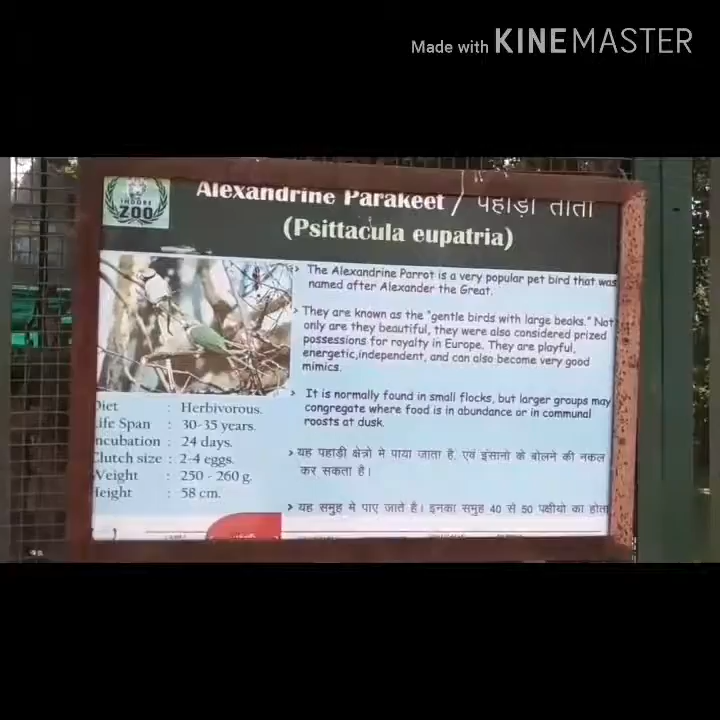 Made with KINEMASTER
INDORE
ZOO
Alexandrine Parakeet / पहाड़ी तोता
(Psittacula eupatria)
> The Alexandrine Parrot is a very popular pet bird that was
named after Alexander the Great.
> They are known as the "gentle birds with large beaks." Not
only are they beautiful, they were also considered prized
possessions for royalty in Europe. They are playful,
energetic,independent, and can also become very good
mimics.
> It is normally found in small flocks, but larger groups may
congregate where food is in abundance or in communal
roosts at dusk.
> यह पहाड़ी क्षेत्रो मे पाया जाता है, एवं इंसानो के बोलने की नकल
कर सकता है।
> यह समुह मे पाए जाते है। इनका समुह 40 से 50 पक्षीयो का होता
Diet : Herbivorous.
Life Span : 30-35 years.
Incubation : 24 days.
Clutch size : 2-4 eggs.
Weight : 250 - 260 g.
Height : 58 cm.